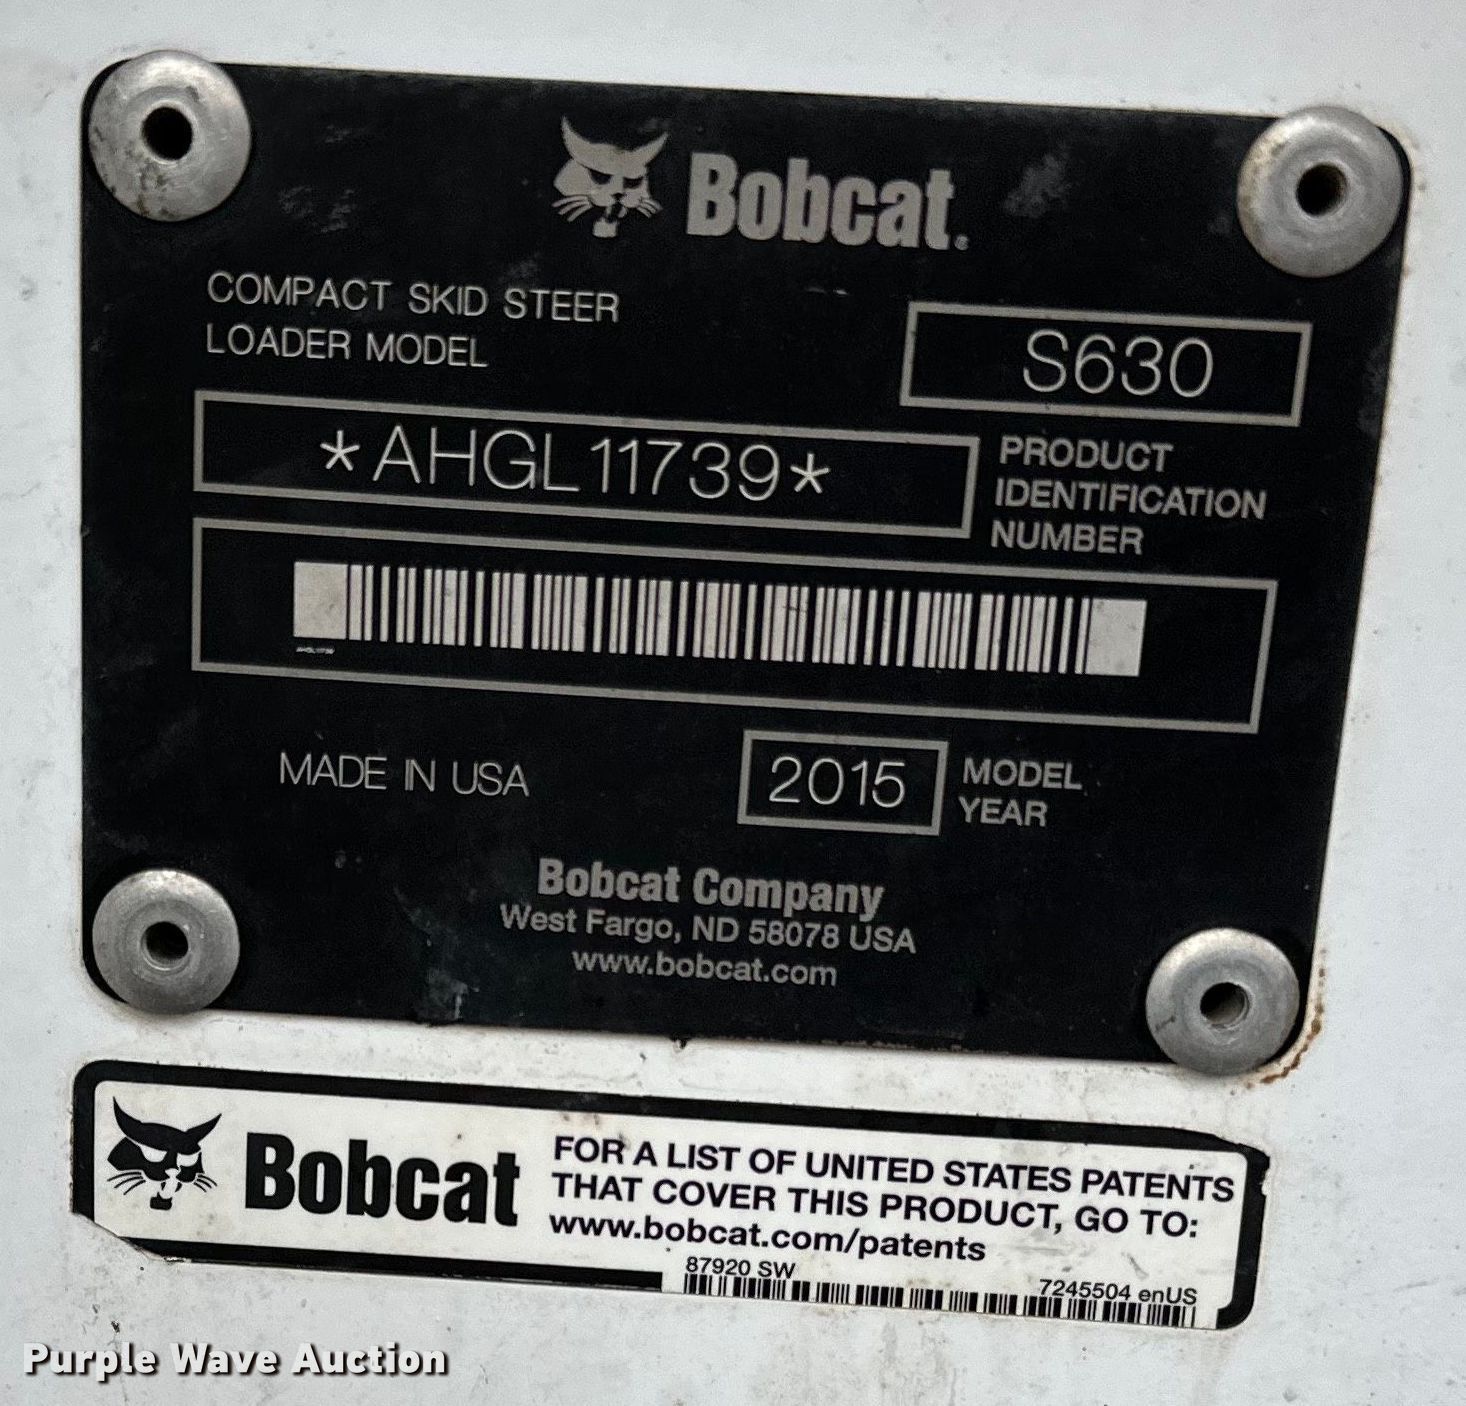 Bobcat.
COMPACT SKID STEER
LOADER MODEL
S630
*AHGL11739*
PRODUCT
IDENTIFICATION
NUMBER
AHGL11739
MADE IN USA
2015
MODEL
YEAR
Bobcat Company
West Fargo, ND 58078 USA
www.bobcat.com
Bobcat
FOR A LIST OF UNITED STATES PATENTS
THAT COVER THIS PRODUCT, GO TO:
www.bobcat.com/patents
87920 SW
7245504 enUS
Purple Wave Auction